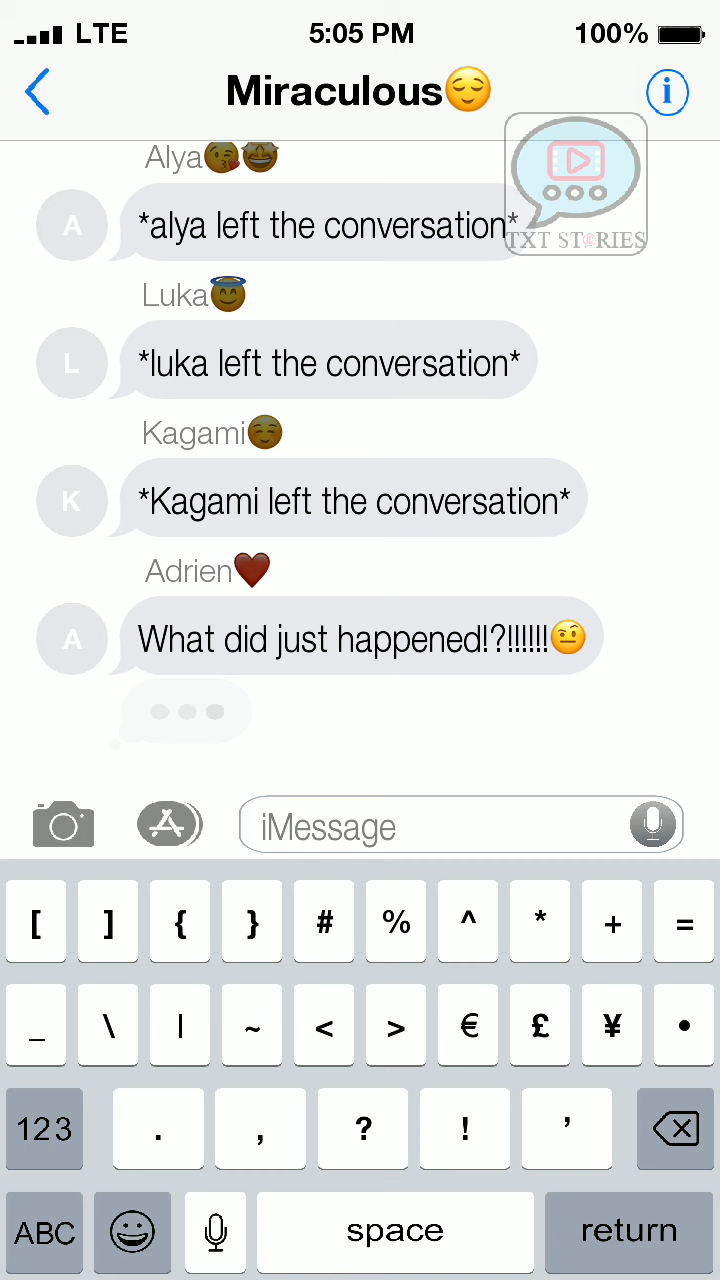 LTE 5:05 PM 100%
Miraculous😌
i
Alya😘🤩
TXT STORIES
A
*alya left the conversation*
Luka😇
L
*luka left the conversation*
Kagami☺️
K
*Kagami left the conversation*
Adrien❤️
A
What did just happened!?!!!!!!🤨
iMessage
[ ] { } # % ^ * + =
_ \ | ~ < > € £ ¥ •
123 . , ? ! ’
ABC space return